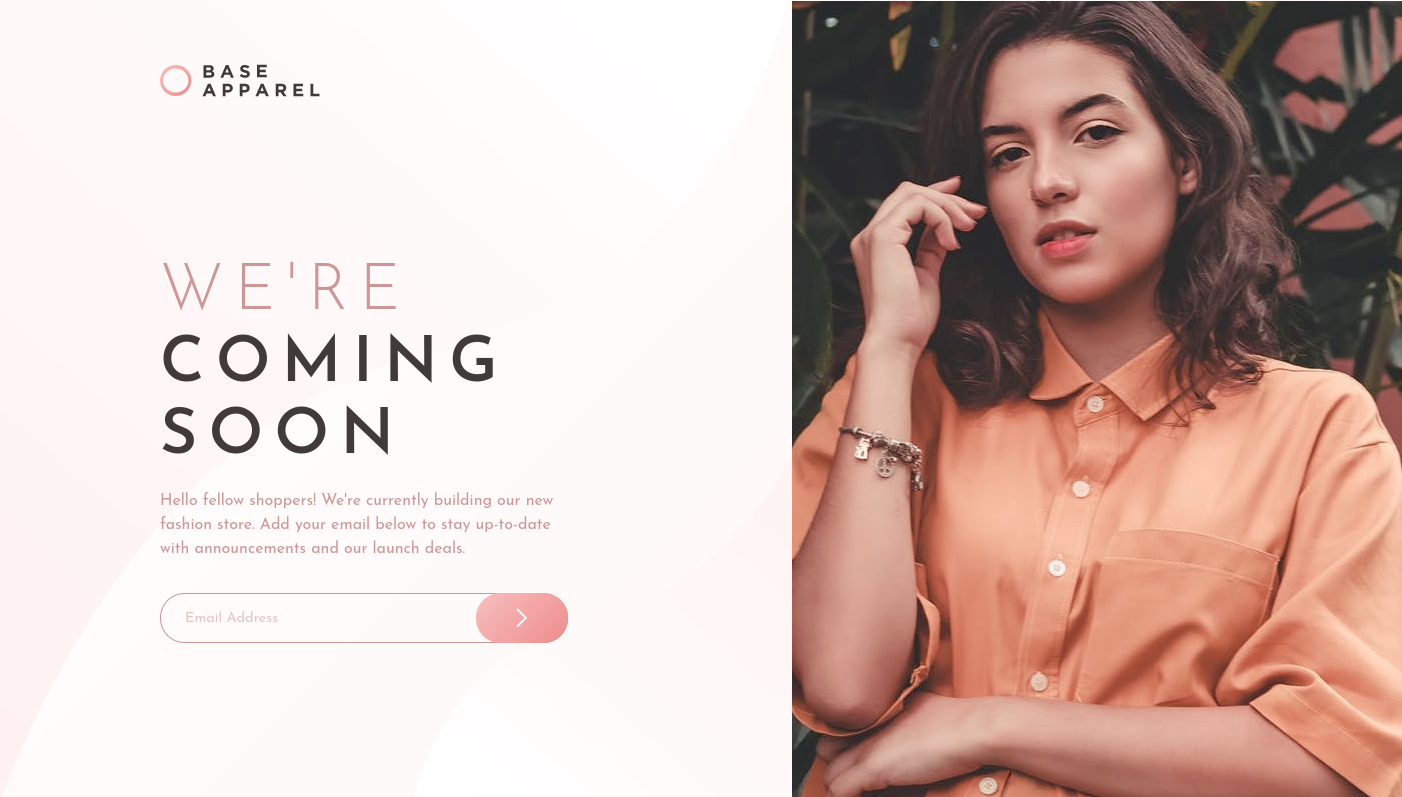 BASE
APPAREL
WE'RE
COMING
SOON
Hello fellow shoppers! We're currently building our new
fashion store. Add your email below to stay up-to-date
with announcements and our launch deals.
Email Address